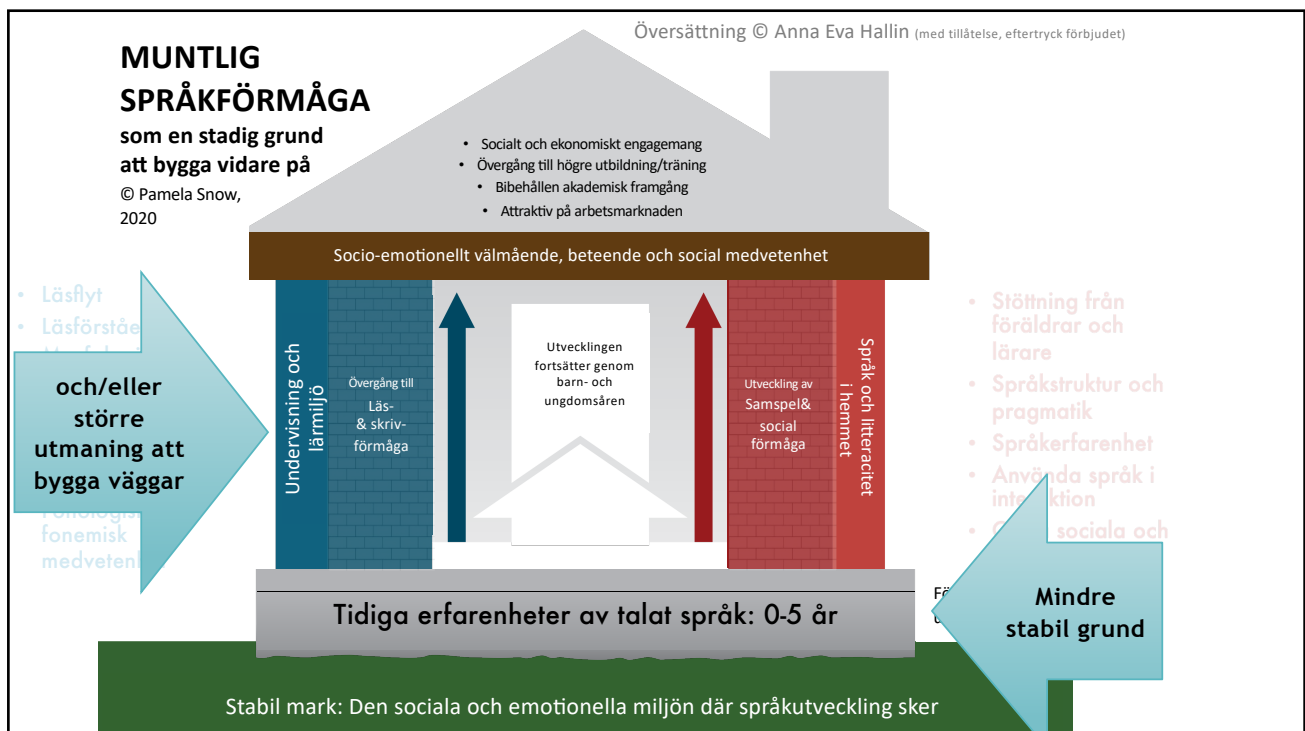 Översättning © Anna Eva Hallin (med tillåtelse, eftertryck förbjudet)
MUNTLIG
SPRÅKFÖRMÅGA
som en stadig grund
att bygga vidare på
© Pamela Snow,
2020
• Socialt och ekonomiskt engagemang
• Övergång till högre utbildning/träning
• Bibehållen akademisk framgång
• Attraktiv på arbetsmarknaden
Socio-emotionellt välmående, beteende och social medvetenhet
• Läsflyt
• Läsförståe
och/eller
större
utmaning att
bygga väggar
fonemisk
medvetenh
Undervisning och
lärmiljö
Övergång till
Läs-
& skriv-
förmåga
Utvecklingen
fortsätter genom
barn- och
ungdomsåren
Utveckling av
Samspel&
social
förmåga
Språk och litteracitet
i hemmet
• Stöttning från
föräldrar och
lärare
• Språkstruktur och
pragmatik
• Språkerfarenhet
• Använda språk i
sociala och
Mindre
stabil grund
Tidiga erfarenheter av talat språk: 0-5 år
Stabil mark: Den sociala och emotionella miljön där språkutveckling sker